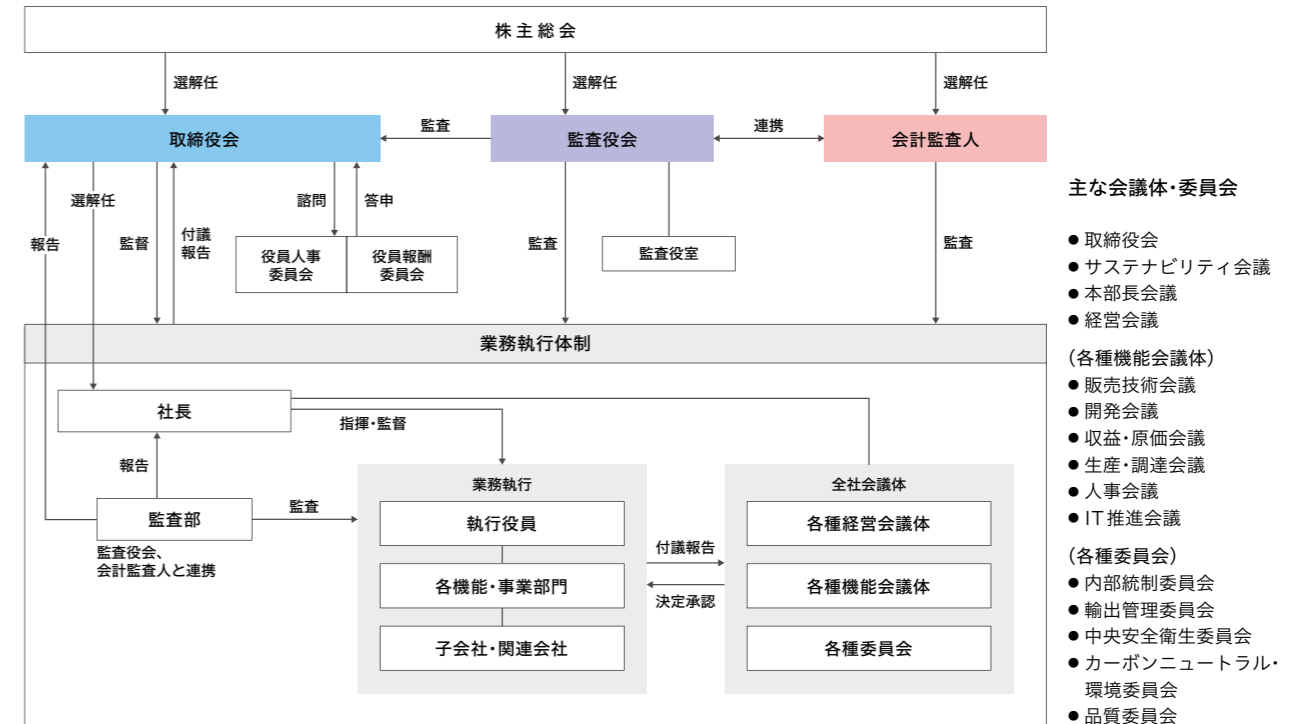 株主総会
選解任
選解任
選解任
取締役会
監査
監査役会
連携
会計監査人
報告
選解任
監督
付議
報告
諮問
答申
役員人事
委員会
役員報酬
委員会
監査
監査役室
監査
業務執行体制
社長
指揮・監督
報告
監査部
監査役会、
会計監査人と連携
監査
業務執行
執行役員
各機能・事業部門
子会社・関連会社
付議報告
決定承認
全社会議体
各種経営会議体
各種機能会議体
各種委員会
主な会議体・委員会
● 取締役会
● サステナビリティ会議
● 本部長会議
● 経営会議
（各種機能会議体）
● 販売技術会議
● 開発会議
● 収益・原価会議
● 生産・調達会議
● 人事会議
● IT推進会議
（各種委員会）
● 内部統制委員会
● 輸出管理委員会
● 中央安全衛生委員会
● カーボンニュートラル・
環境委員会
● 品質委員会